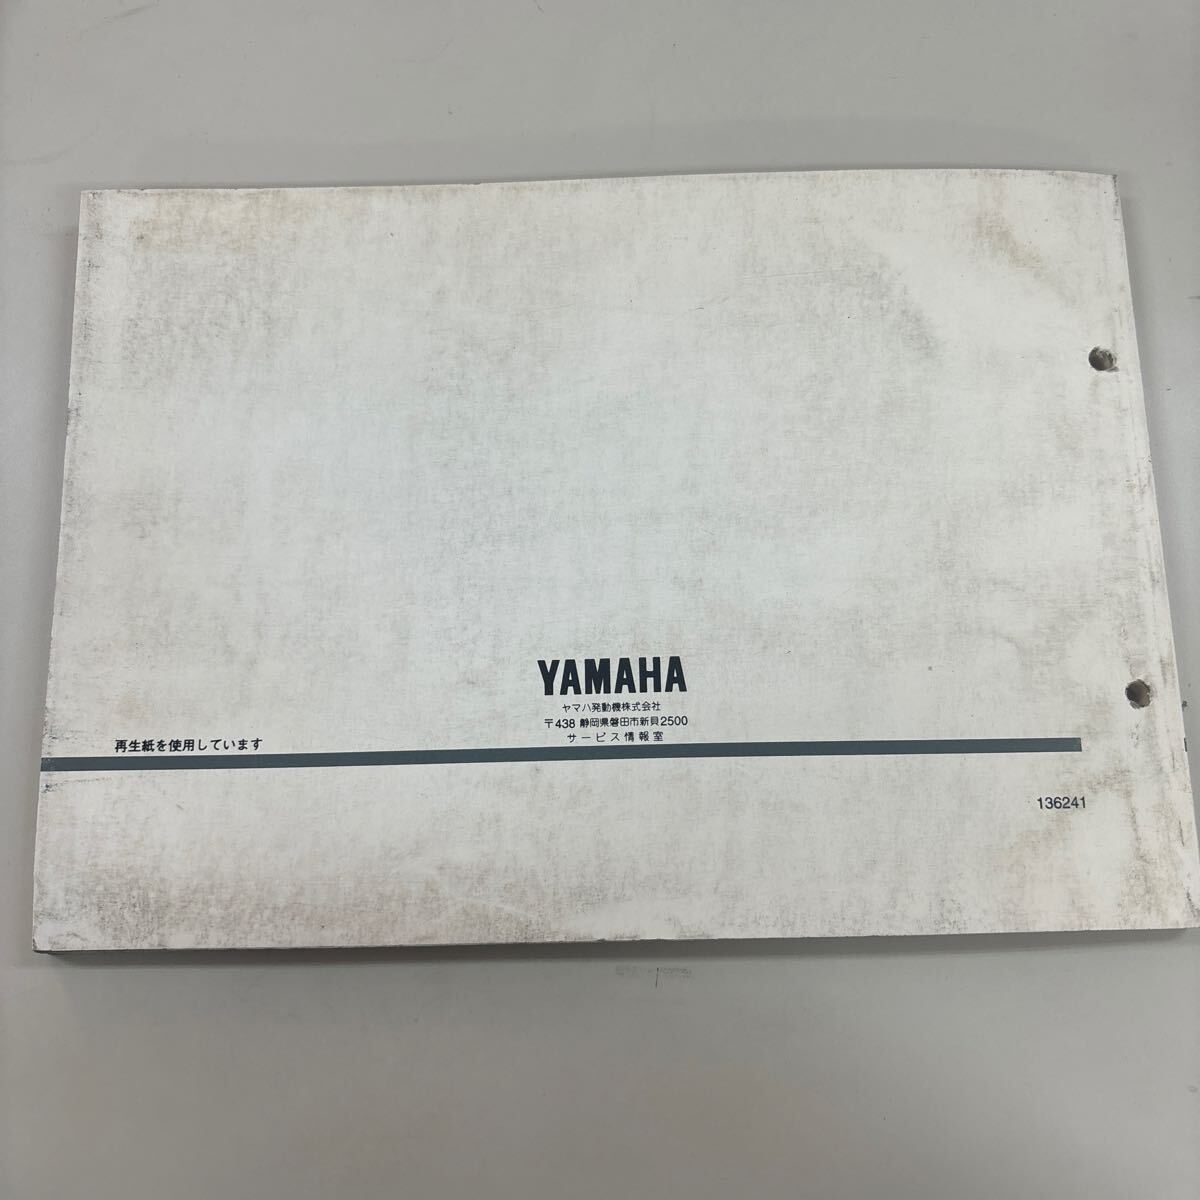 YAMAHA
ヤマハ発動機株式会社
〒438 静岡県磐田市新貝2500
サービス情報室
再生紙を使用しています
136241